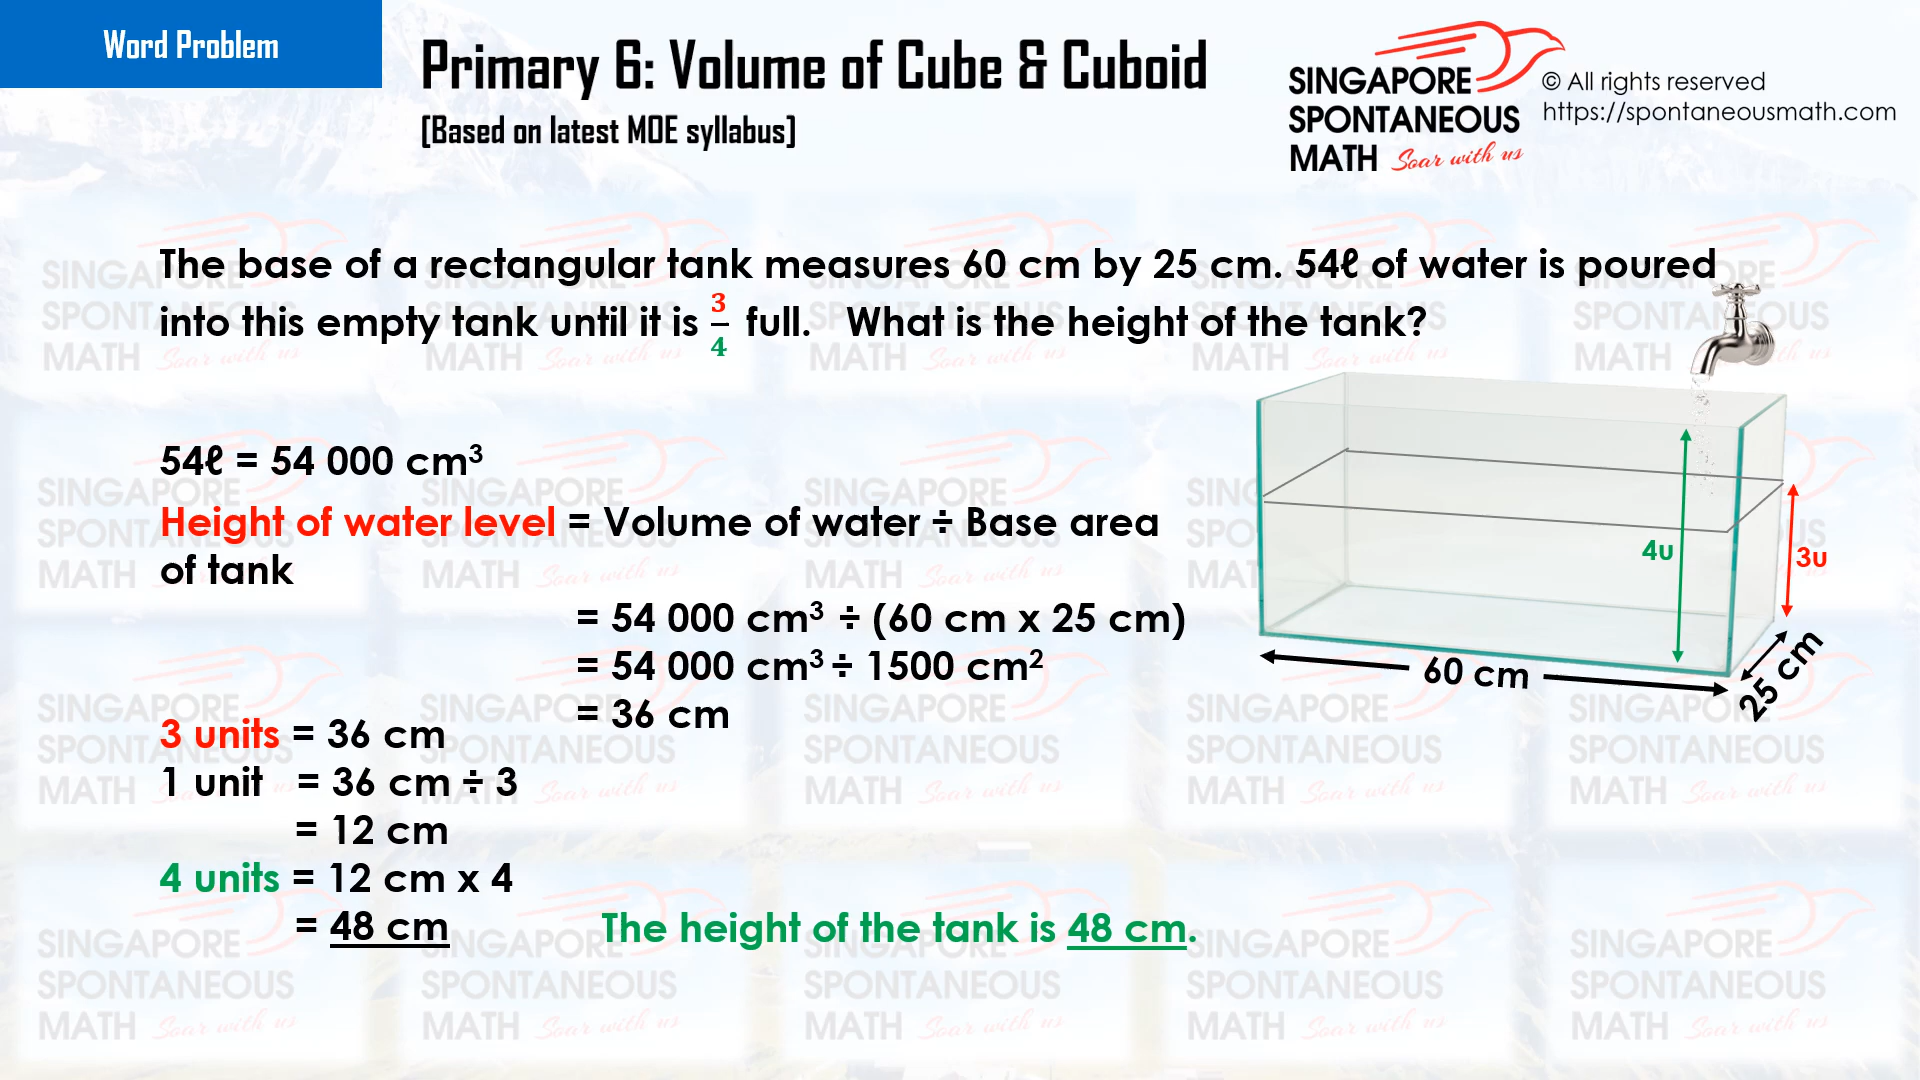 Word Problem
Primary 6: Volume of Cube & Cuboid
[Based on latest MOE syllabus]
SINGAPORE
SPONTANEOUS
MATH Soar with us
© All rights reserved
https://spontaneousmath.com
The base of a rectangular tank measures 60 cm by 25 cm. 54ℓ of water is poured
into this empty tank until it is 3/4 full. What is the height of the tank?
54ℓ = 54 000 cm³
Height of water level = Volume of water ÷ Base area
of tank
= 54 000 cm³ ÷ (60 cm x 25 cm)
= 54 000 cm³ ÷ 1500 cm²
= 36 cm
3 units = 36 cm
1 unit = 36 cm ÷ 3
= 12 cm
4 units = 12 cm x 4
= 48 cm
The height of the tank is 48 cm.
4u
3u
60 cm
25 cm